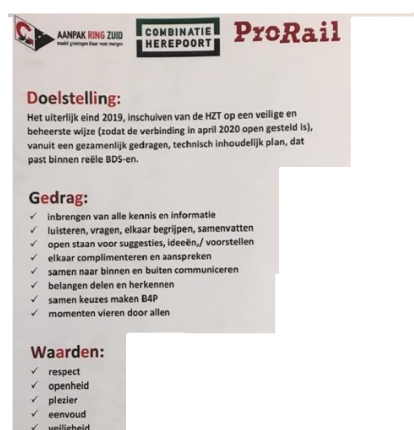 AANPAK RING ZUID
maakt groningen klaar voor morgen
COMBINATIE
HEREPOORT
ProRail
Doelstelling:
Het uiterlijk eind 2019, inschuiven van de HZT op een veilige en
beheerste wijze (zodat de verbinding in april 2020 open gesteld is),
vanuit een gezamenlijk gedragen, technisch inhoudelijk plan, dat
past binnen reële BDS-en.
Gedrag:
✓ inbrengen van alle kennis en informatie
✓ luisteren, vragen, elkaar begrijpen, samenvatten
✓ open staan voor suggesties, ideeën,/ voorstellen
✓ elkaar complimenteren en aanspreken
✓ samen naar binnen en buiten communiceren
✓ belangen delen en herkennen
✓ samen keuzes maken B4P
✓ momenten vieren door allen
Waarden:
✓ respect
✓ openheid
✓ plezier
✓ eenvoud
✓ veiligheid